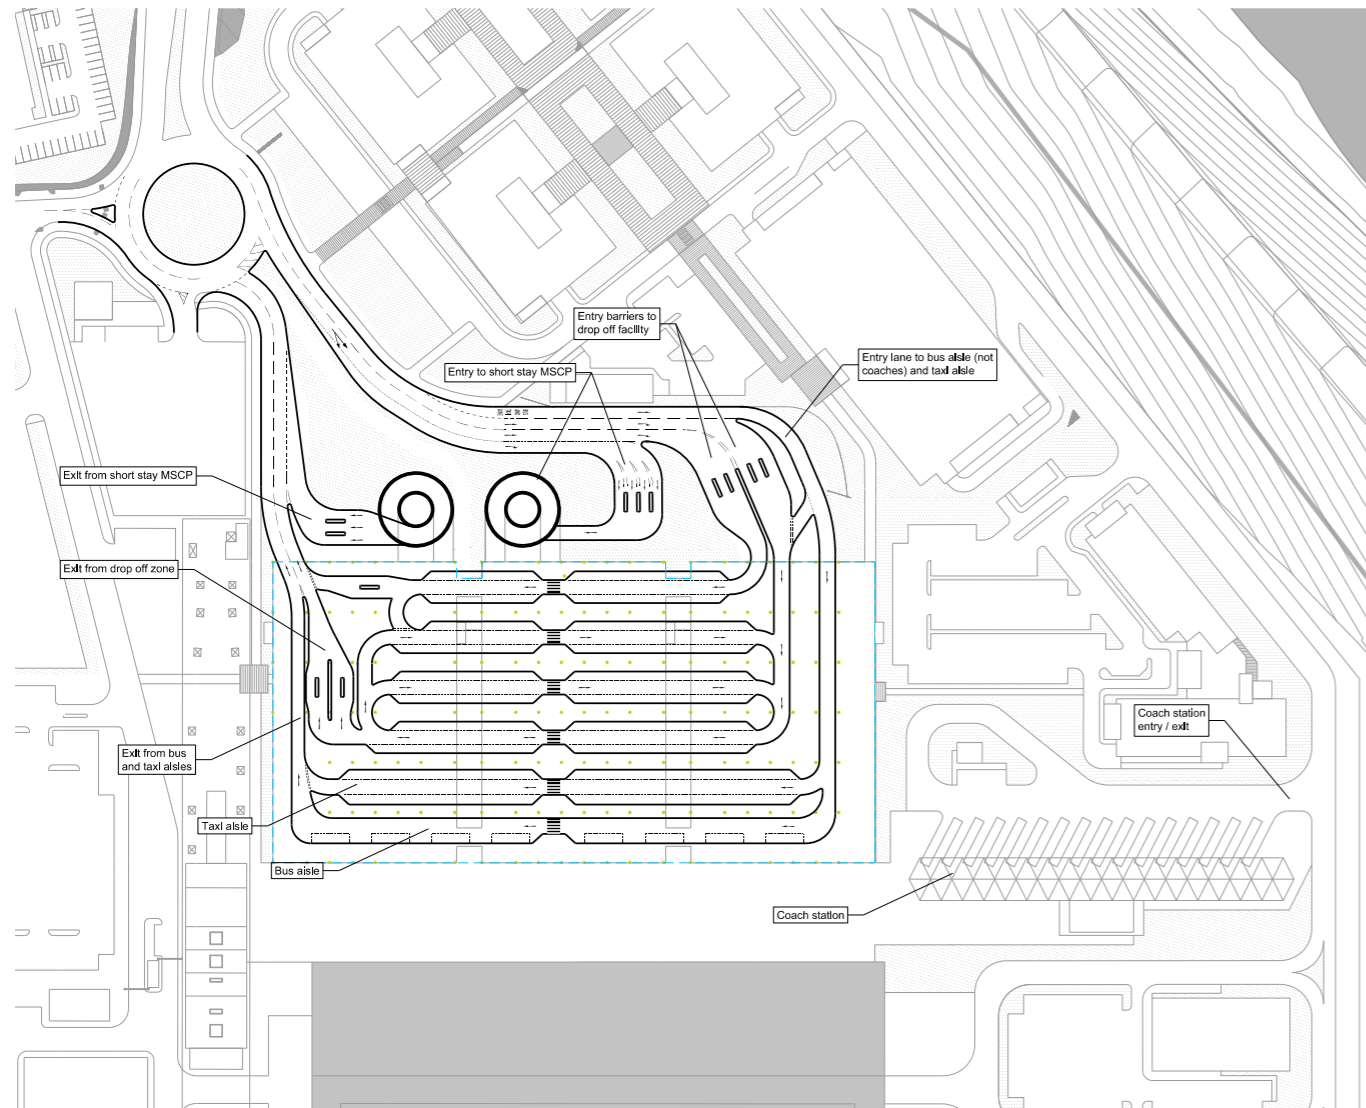 Entry barriers to
drop off facility
Entry lane to bus aisle (not
coaches) and taxi aisle
Entry to short stay MSCP
Exit from short stay MSCP
Exit from drop off zone
Coach station
entry / exit
Exit from bus
and taxi aisles
Taxi aisle
Bus aisle
Coach station